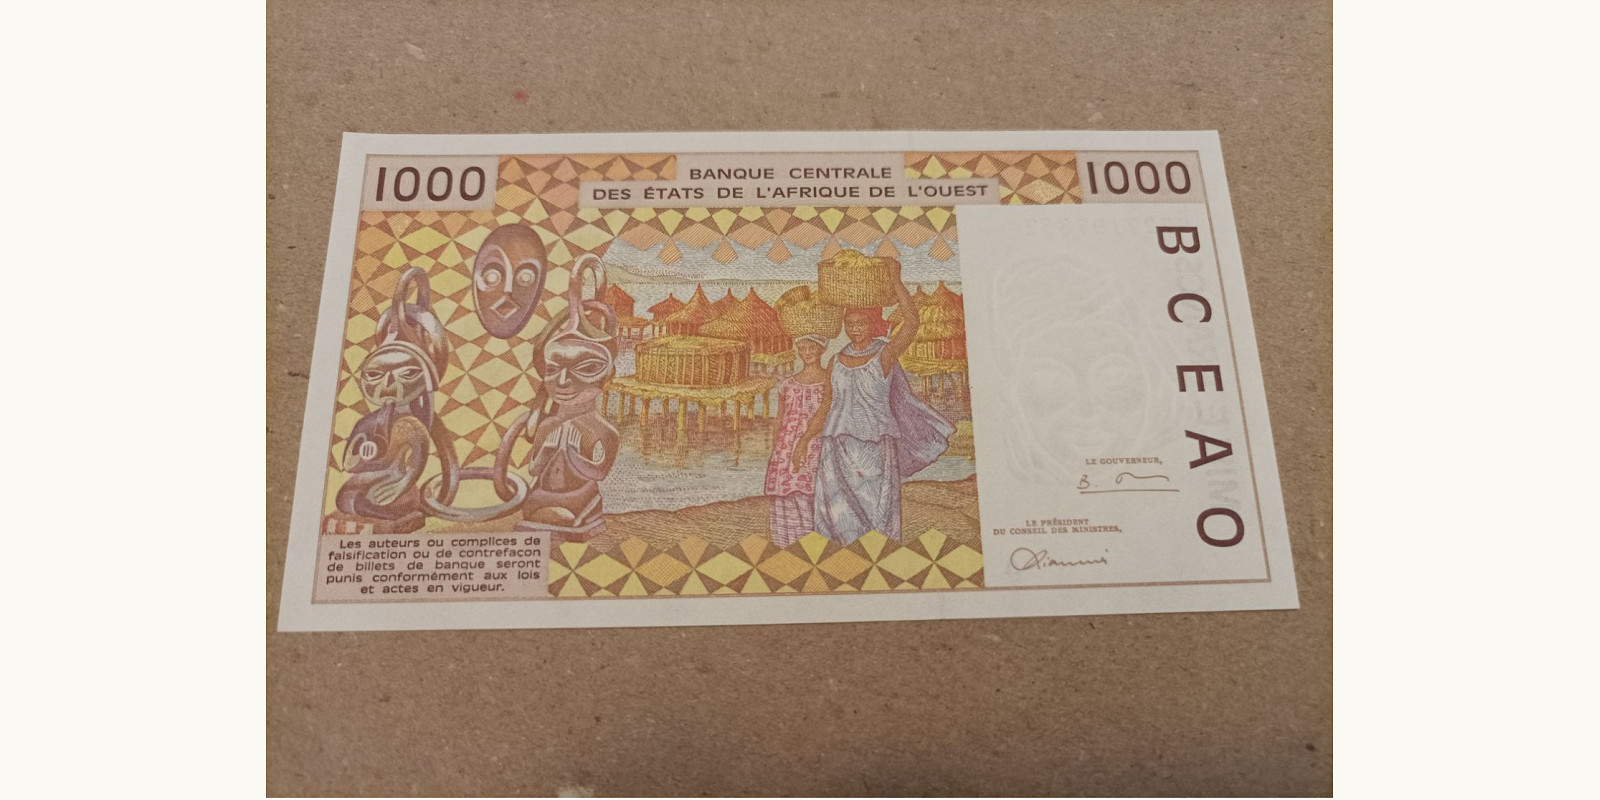 1000
BANQUE CENTRALE
DES ÉTATS DE L'AFRIQUE DE L'OUEST
1000
BCEAO
LE GOUVERNEUR,
LE PRÉSIDENT
DU CONSEIL DES MINISTRES,
Les auteurs ou complices de
falsification ou de contrefaçon
de billets de banque seront
punis conformément aux lois
et actes en vigueur.